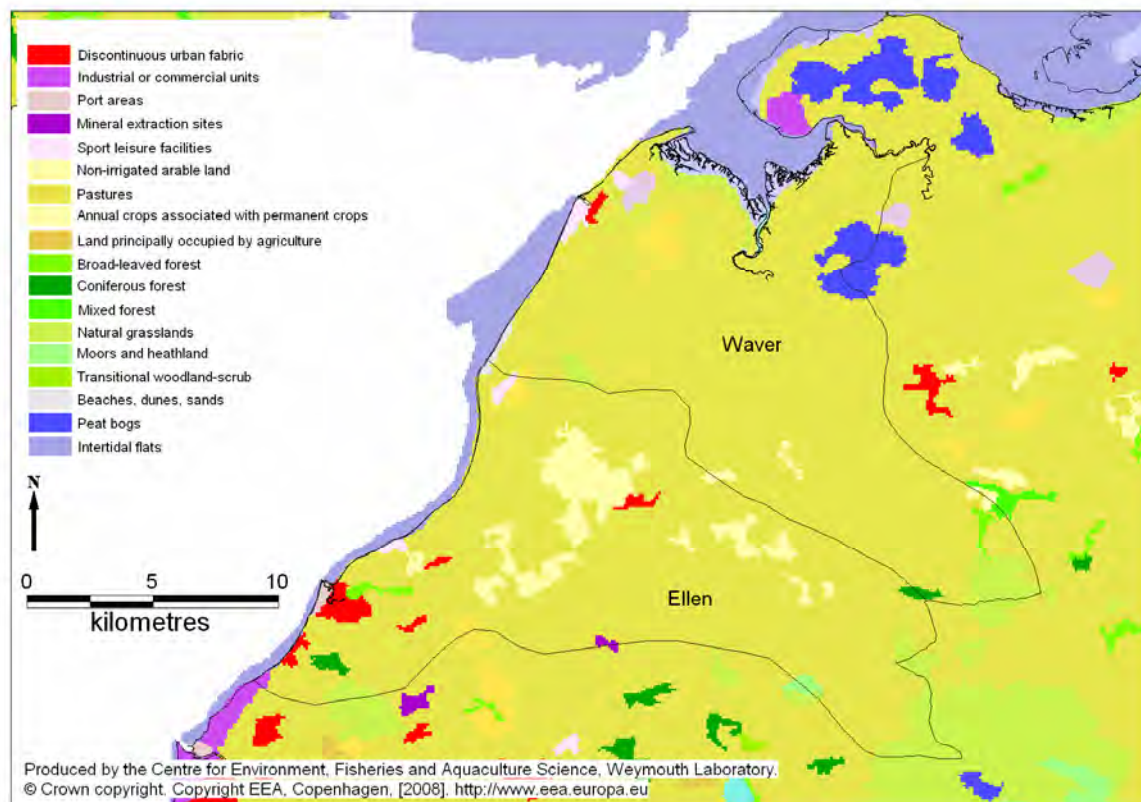 Discontinuous urban fabric
Industrial or commercial units
Port areas
Mineral extraction sites
Sport leisure facilities
Non-irrigated arable land
Pastures
Annual crops associated with permanent crops
Land principally occupied by agriculture
Broad-leaved forest
Coniferous forest
Mixed forest
Natural grasslands
Moors and heathland
Transitional woodland-scrub
Beaches, dunes, sands
Peat bogs
Intertidal flats
N
0 5 10
kilometres
Waver
Ellen
Produced by the Centre for Environment, Fisheries and Aquaculture Science, Weymouth Laboratory.
© Crown copyright. Copyright EEA, Copenhagen, [2008]. http://www.eea.europa.eu